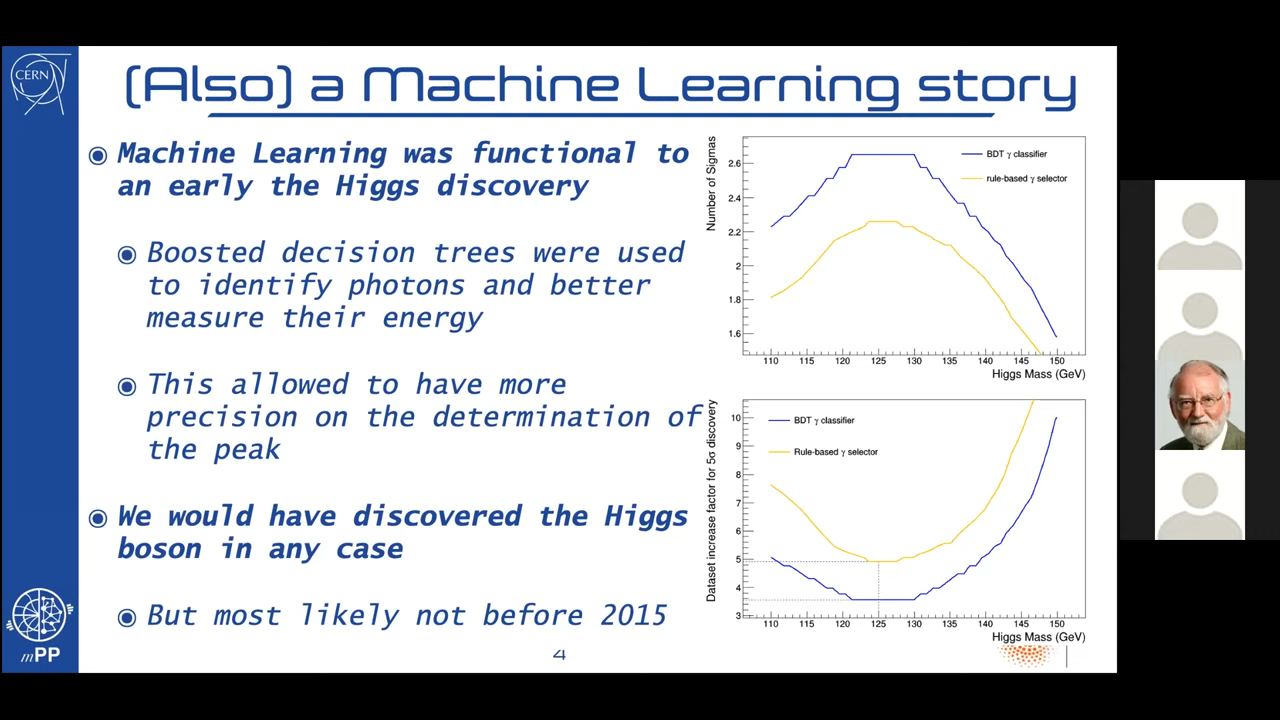 CERN
(Also) a Machine Learning story
Machine Learning was functional to
an early the Higgs discovery
Boosted decision trees were used
to identify photons and better
measure their energy
This allowed to have more
precision on the determination of
the peak
We would have discovered the Higgs
boson in any case
But most likely not before 2015
mPP
4
Number of Sigmas
2.6
2.4
2.2
2
1.8
1.6
BDT γ classifier
rule-based γ selector
110 115 120 125 130 135 140 145 150
Higgs Mass (GeV)
Dataset increase factor for 5σ discovery
10
9
8
7
6
5
4
3
BDT γ classifier
Rule-based γ selector
110 115 120 125 130 135 140 145 150
Higgs Mass (GeV)